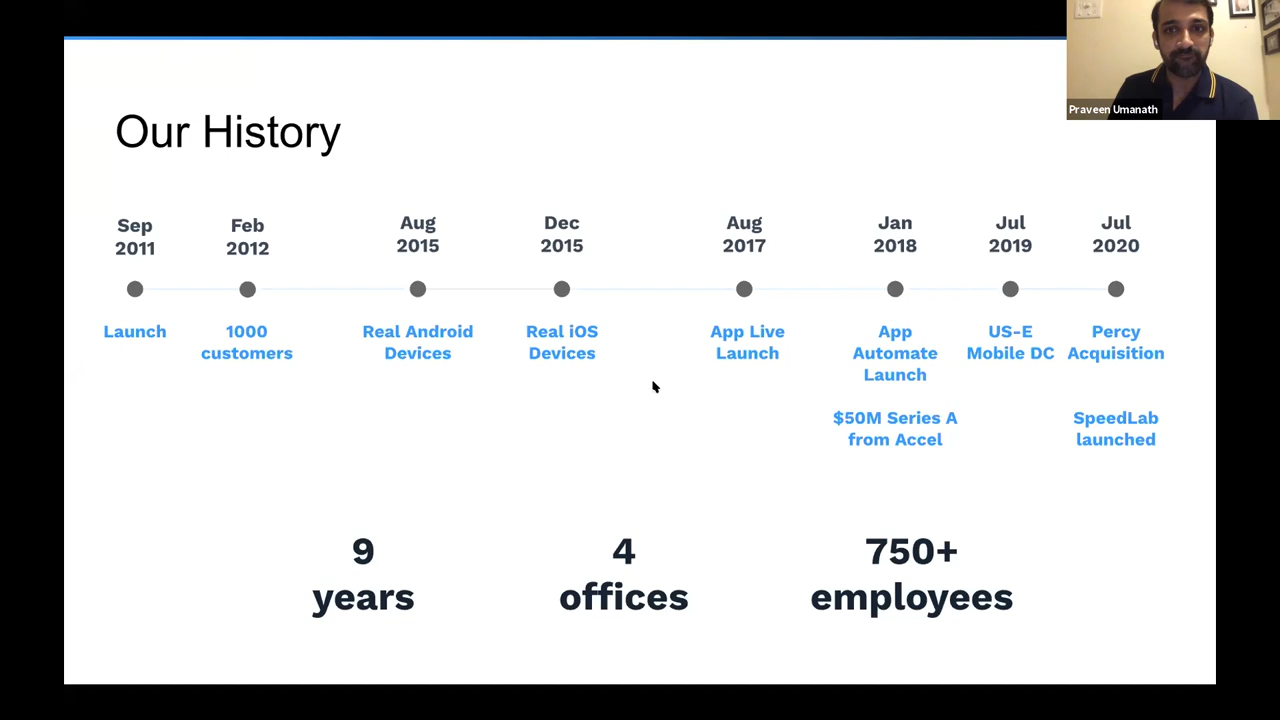 Praveen Umanath
Our History
Sep
2011
Feb
2012
Aug
2015
Dec
2015
Aug
2017
Jan
2018
Jul
2019
Jul
2020
Launch
1000
customers
Real Android
Devices
Real iOS
Devices
App Live
Launch
App
Automate
Launch
$50M Series A
from Accel
US-E
Mobile DC
Percy
Acquisition
SpeedLab
launched
9
years
4
offices
750+
employees